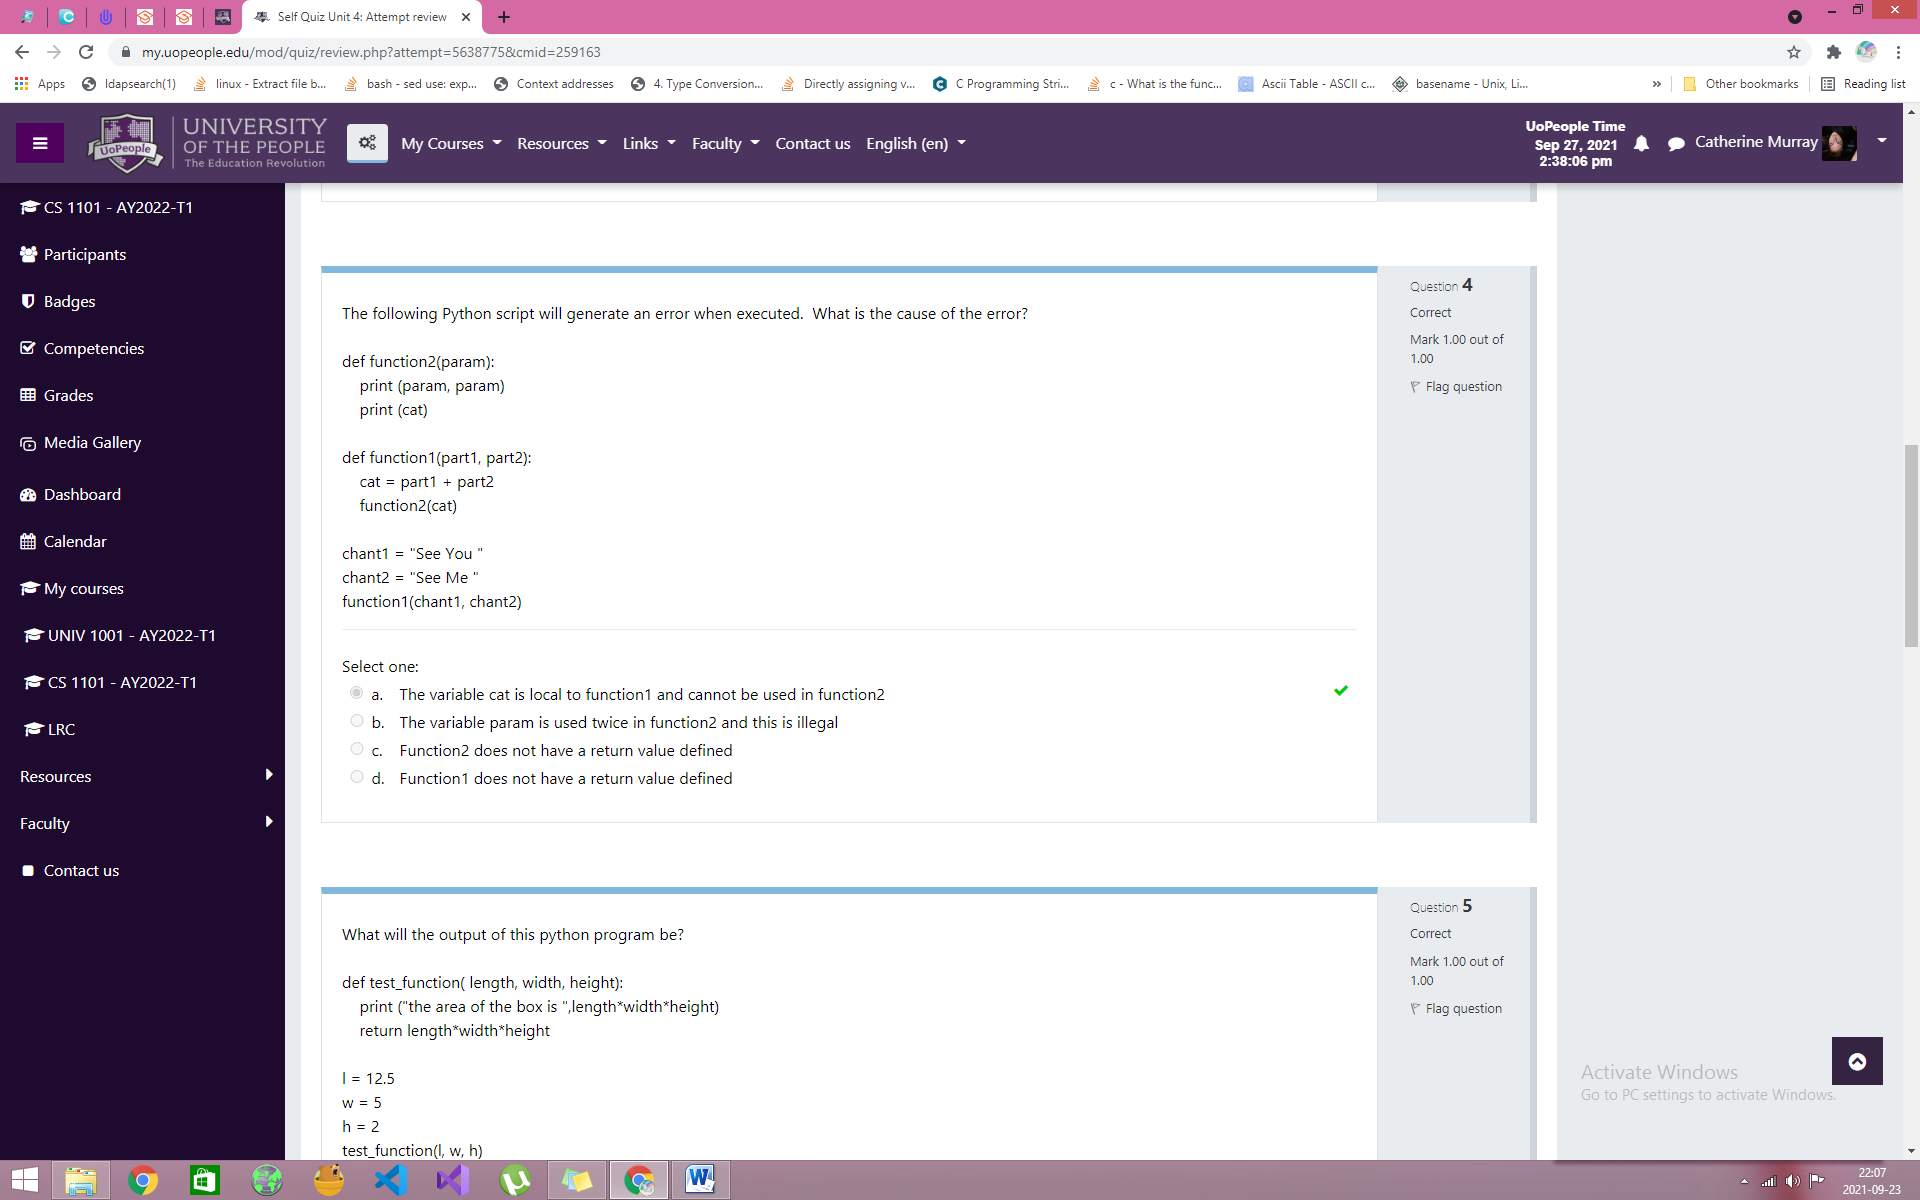 Self Quiz Unit 4: Attempt review
my.uopeople.edu/mod/quiz/review.php?attempt=5638775&cmid=259163
Apps
ldapsearch(1)
linux - Extract file b...
bash - sed use: exp...
Context addresses
4. Type Conversion...
Directly assigning v...
C Programming Stri...
c - What is the func...
Ascii Table - ASCII c...
basename - Unix, Li...
»
Other bookmarks
Reading list
UoPeople
UNIVERSITY
OF THE PEOPLE
The Education Revolution
My Courses
Resources
Links
Faculty
Contact us
English (en)
UoPeople Time
Sep 27, 2021
2:38:06 pm
Catherine Murray
CS 1101 - AY2022-T1
Participants
Badges
Competencies
Grades
Media Gallery
Dashboard
Calendar
My courses
UNIV 1001 - AY2022-T1
CS 1101 - AY2022-T1
LRC
Resources
Faculty
Contact us
The following Python script will generate an error when executed.  What is the cause of the error?
def function2(param):
print (param, param)
print (cat)
def function1(part1, part2):
cat = part1 + part2
function2(cat)
chant1 = "See You "
chant2 = "See Me "
function1(chant1, chant2)
Select one:
a. The variable cat is local to function1 and cannot be used in function2
b. The variable param is used twice in function2 and this is illegal
c. Function2 does not have a return value defined
d. Function1 does not have a return value defined
Question 4
Correct
Mark 1.00 out of
1.00
Flag question
What will the output of this python program be?
def test_function( length, width, height):
print ("the area of the box is ",length*width*height)
return length*width*height
l = 12.5
w = 5
h = 2
test_function(l, w, h)
Question 5
Correct
Mark 1.00 out of
1.00
Flag question
Activate Windows
Go to PC settings to activate Windows.
22:07
2021-09-23